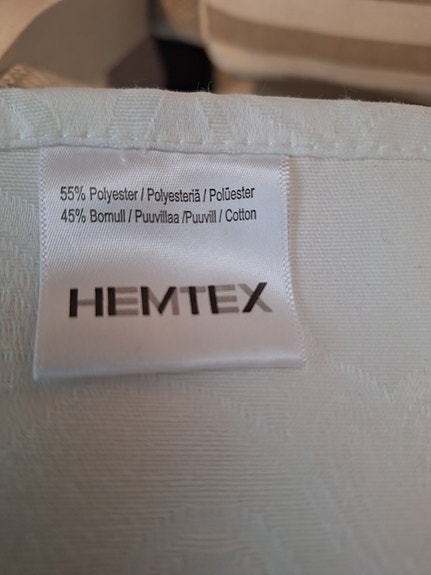 55% Polyester / Polyesteriä / Polüester
45% Bomull / Puuvillaa /Puuvill / Cotton
HEMTEX